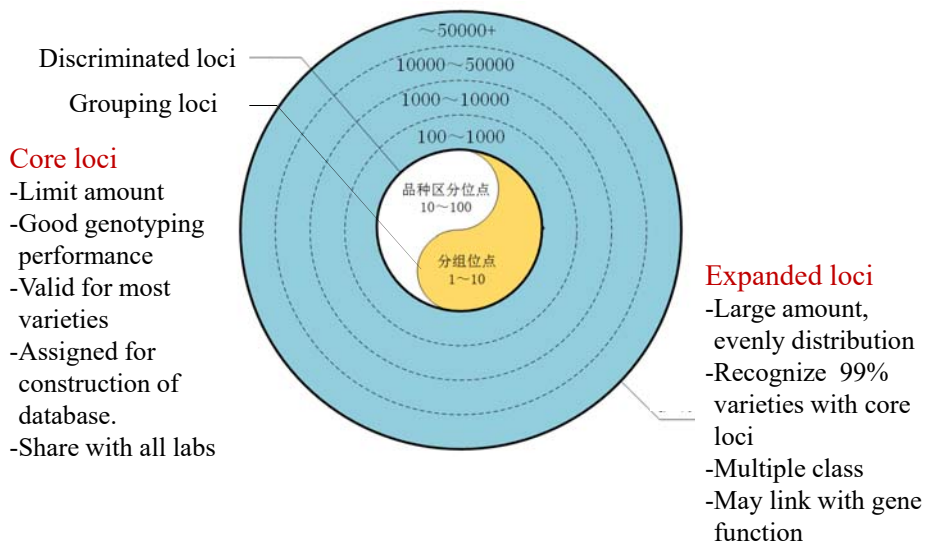 ～50000+
10000～50000
1000～10000
100～1000
Discriminated loci
Grouping loci
品种区分位点
10～100
分组位点
1～10
Core loci
-Limit amount
-Good genotyping
performance
-Valid for most
varieties
-Assigned for
construction of
database.
-Share with all labs
Expanded loci
-Large amount,
evenly distribution
-Recognize 99%
varieties with core
loci
-Multiple class
-May link with gene
function